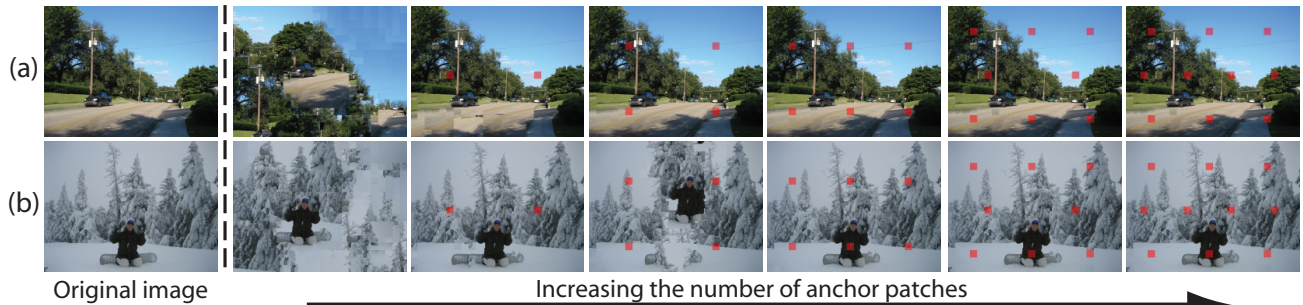 (a)
(b)
Original image
Increasing the number of anchor patches